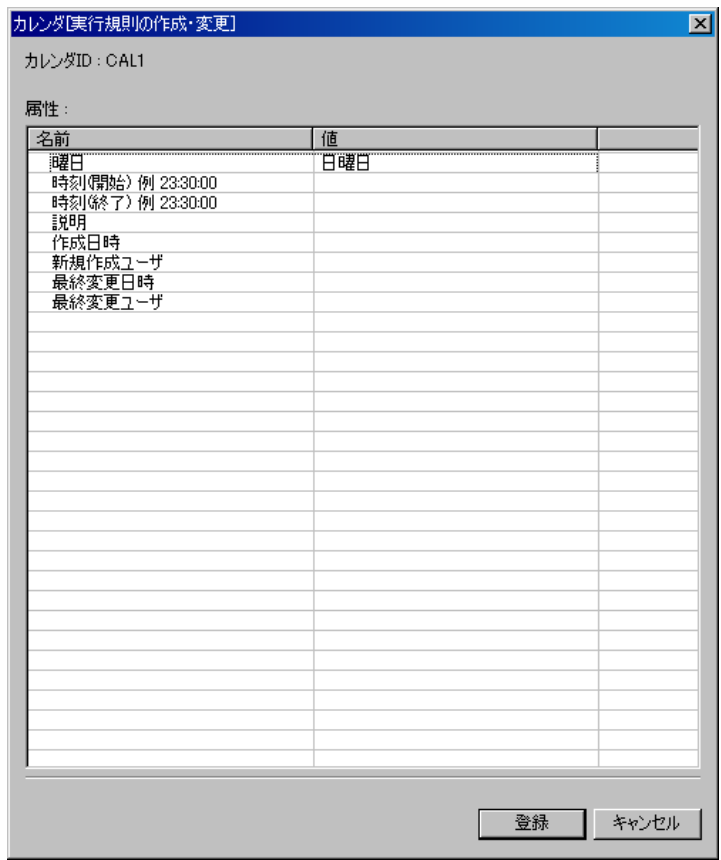 カレンダ[実行規則の作成・変更]
カレンダID : CAL1
属性 :
名前 値
曜日 日曜日
時刻(開始) 例 23:30:00
時刻(終了) 例 23:30:00
説明
作成日時
新規作成ユーザ
最終変更日時
最終変更ユーザ
登録 キャンセル